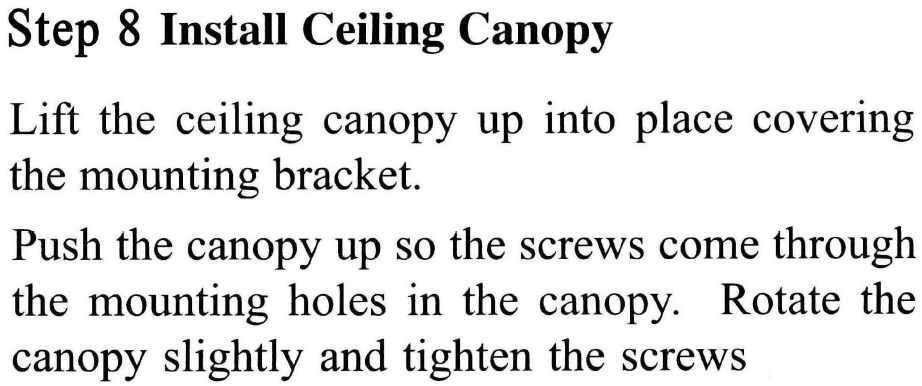 Step 8 Install Ceiling Canopy
Lift the ceiling canopy up into place covering
the mounting bracket.
Push the canopy up so the screws come through
the mounting holes in the canopy. Rotate the
canopy slightly and tighten the screws